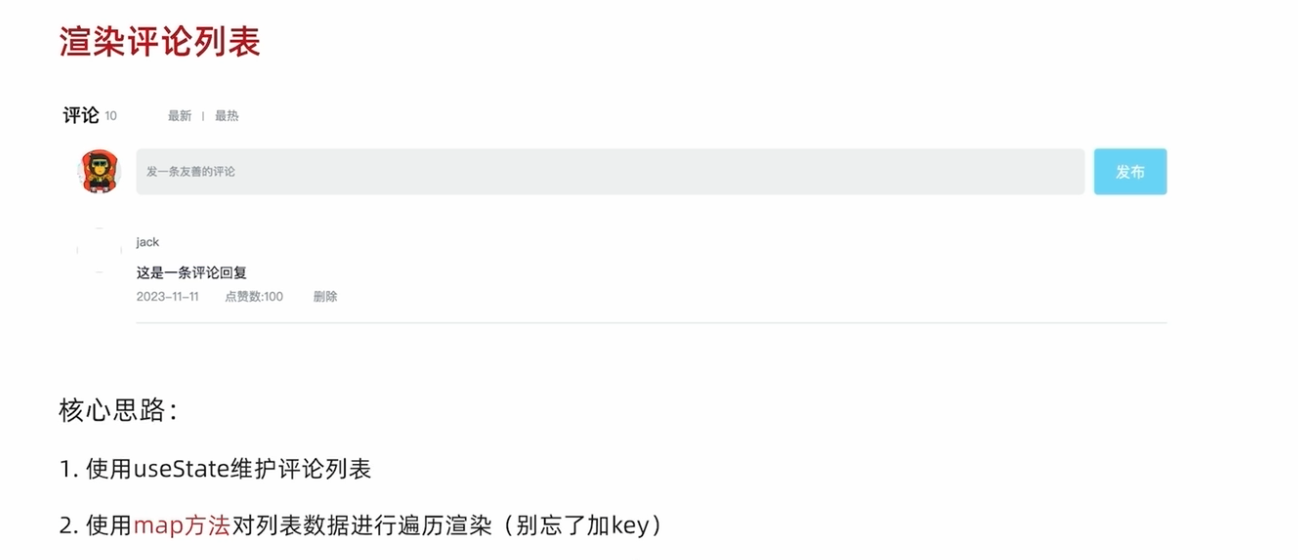 渲染评论列表
评论 10 最新 | 最热
发一条友善的评论 发布
jack
这是一条评论回复
2023-11-11 点赞数:100 删除
核心思路：
1. 使用useState维护评论列表
2. 使用map方法对列表数据进行遍历渲染（别忘了加key）